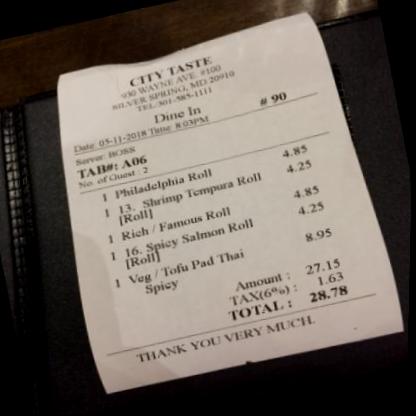 CITY TASTE
930 WAYNE AVE. #100
SILVER SPRING, MD 20910
TEL:301-585-1111
Dine In # 90
Date: 05-11-2018 Time: 8:03PM
Server: BOSS
TAB#: A06
No. of Guest : 2
1 Philadelphia Roll 4.85
1 13. Shrimp Tempura Roll 4.25
[Roll]
1 Rich / Famous Roll 4.85
1 16. Spicy Salmon Roll 4.25
[Roll]
1 Veg / Tofu Pad Thai 8.95
Spicy
Amount : 27.15
TAX(6%) : 1.63
TOTAL : 28.78
THANK YOU VERY MUCH.